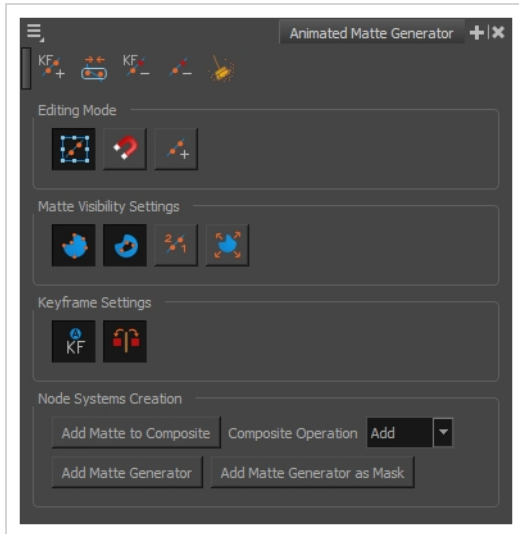 Animated Matte Generator
KF
KF
Editing Mode
Matte Visibility Settings
2 1
Keyframe Settings
A
KF
Node Systems Creation
Add Matte to Composite Composite Operation Add
Add Matte Generator Add Matte Generator as Mask